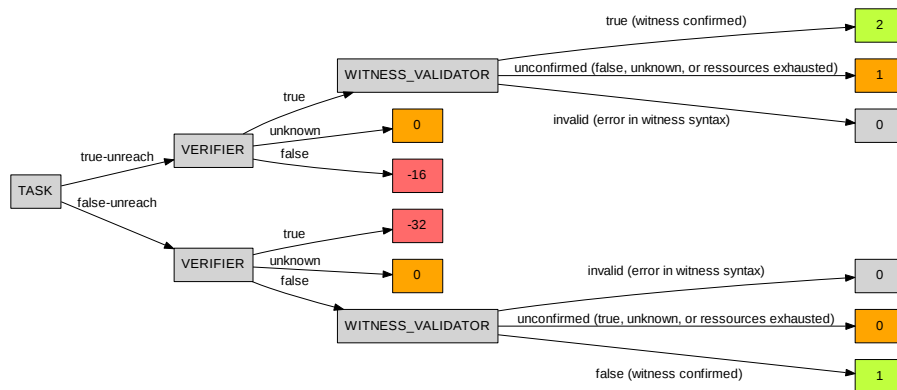 true (witness confirmed)
2
WITNESS_VALIDATOR
unconfirmed (false, unknown, or ressources exhausted)
1
true
invalid (error in witness syntax)
0
unknown
0
VERIFIER
false
-16
true-unreach
TASK
false-unreach
true
-32
VERIFIER
unknown
0
false
invalid (error in witness syntax)
0
WITNESS_VALIDATOR
unconfirmed (true, unknown, or ressources exhausted)
0
false (witness confirmed)
1